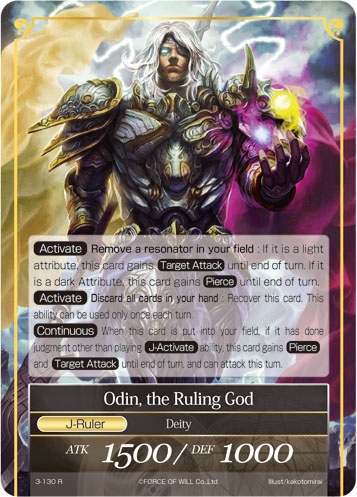 Activate Remove a resonator in your field : If it is a light
attribute, this card gains Target Attack until end of turn. If it
is a dark Attribute, this card gains Pierce until end of turn.
Activate Discard all cards in your hand : Recover this card. This
ability can be used only once each turn.
Continuous When this card is put into your field, if it has done
judgment other than playing J-Activate ability, this card gains Pierce
and Target Attack until end of turn, and can attack this turn.
Odin, the Ruling God
J-Ruler Deity
ATK 1500/ DEF 1000
3-130 R ©FORCE OF WILL Co.,Ltd Illust/kakotomirai